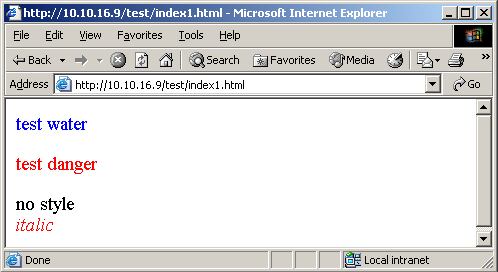 http://10.10.16.9/test/index1.html - Microsoft Internet Explorer
File Edit View Favorites Tools Help
Back Search Favorites Media »
Address http://10.10.16.9/test/index1.html Go
test water
test danger
no style
italic
Done Local intranet